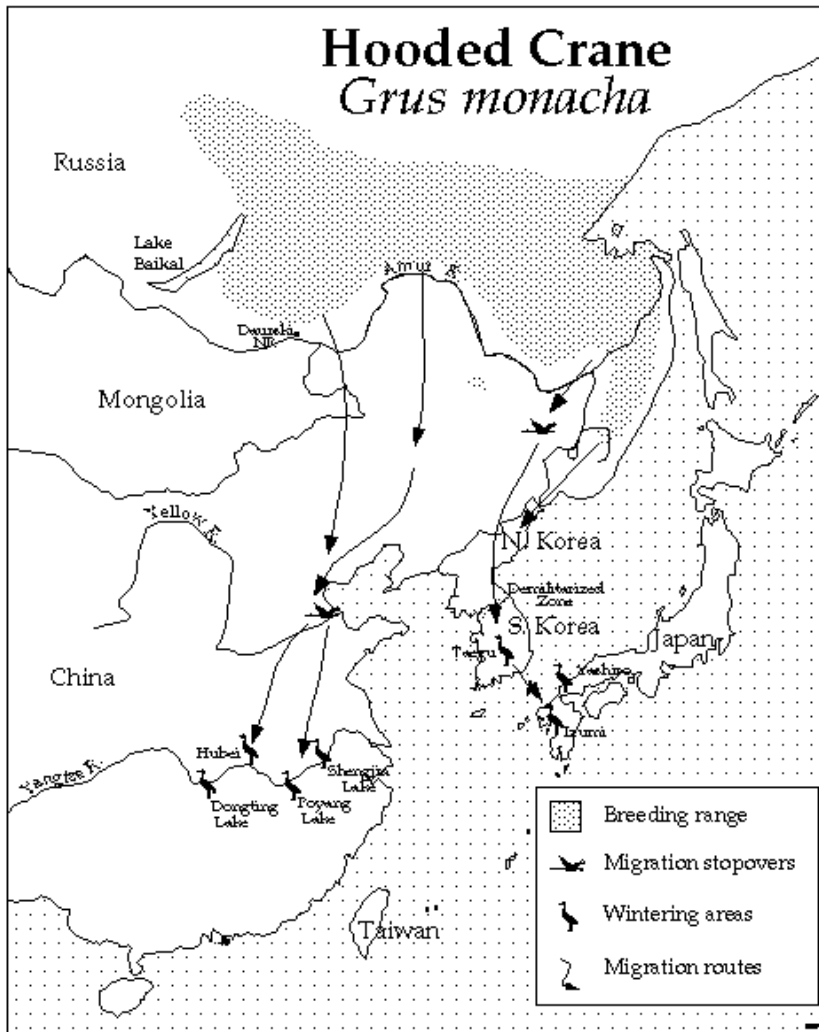 Hooded Crane
Grus monacha
Russia
Lake
Baikal
Amur R.
Daurski
NR
Mongolia
Yellow R.
N. Korea
Demilitarized
Zone
S. Korea
Taegu
Japan
Yashiro
Izumi
China
Hubei
Shengjin
Lake
Yangtze R.
Dongting
Lake
Poyang
Lake
Taiwan
Breeding range
Migration stopovers
Wintering areas
Migration routes